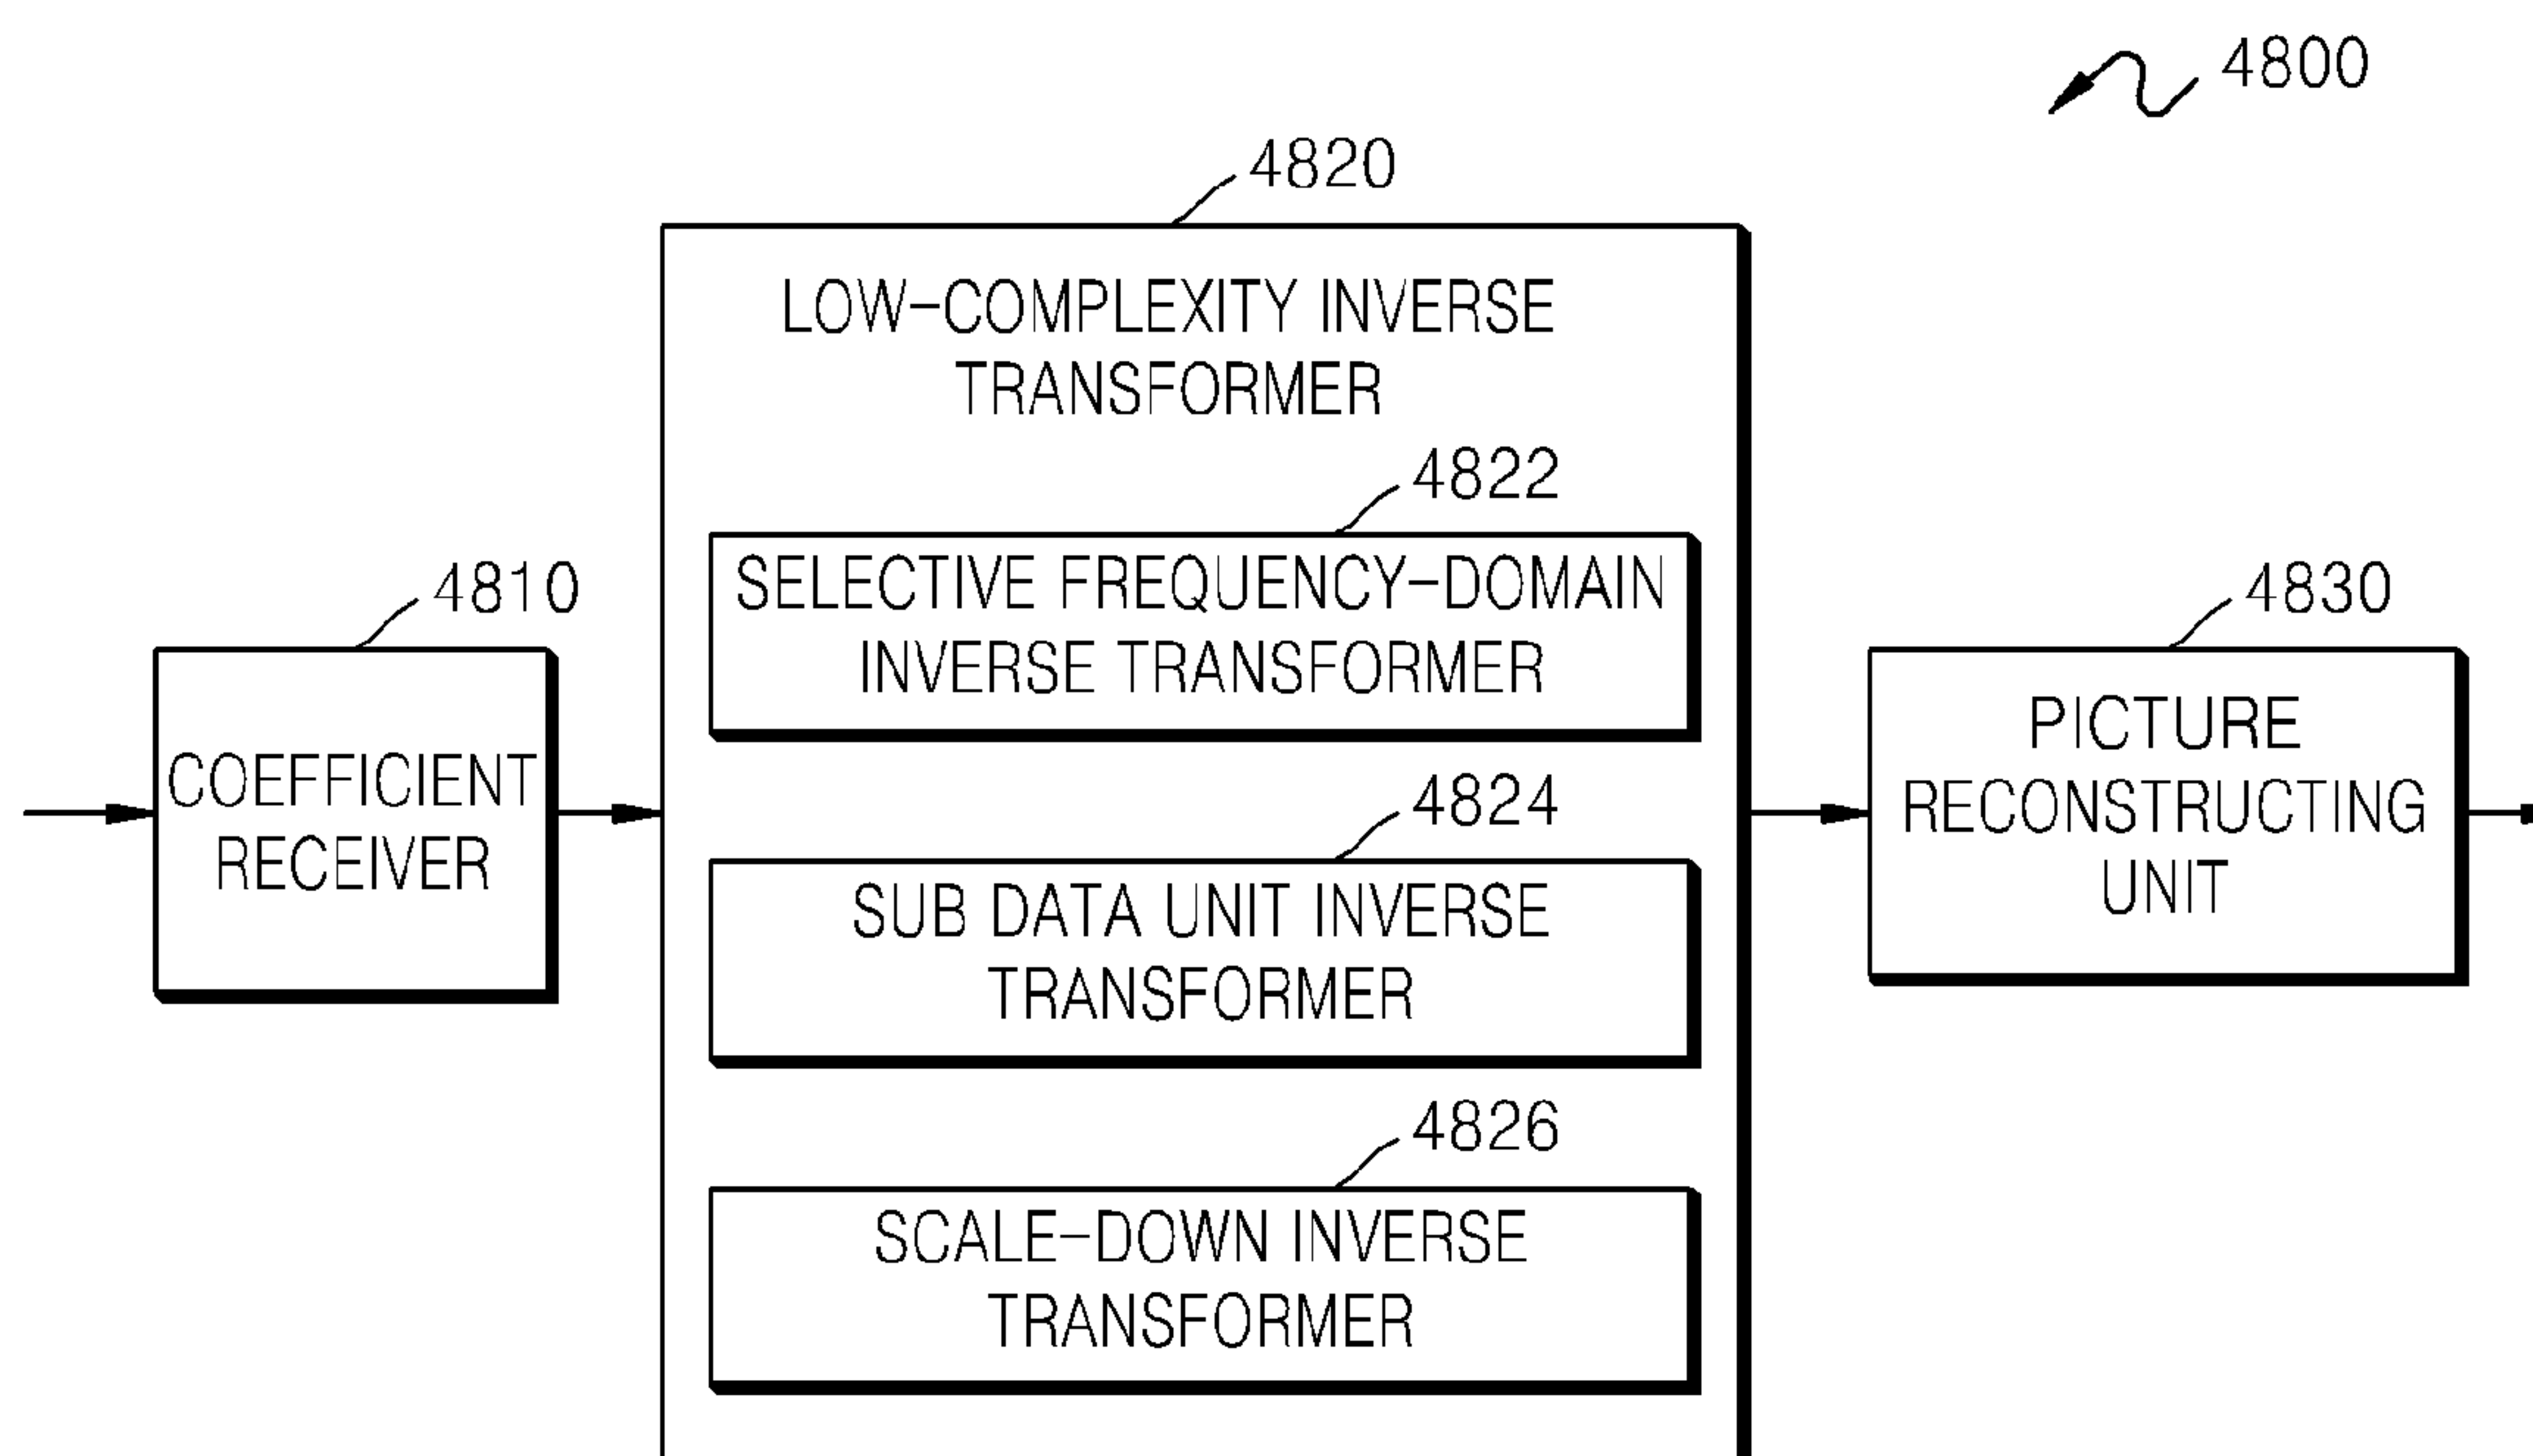 4800
4820
LOW-COMPLEXITY INVERSE
TRANSFORMER
4822
SELECTIVE FREQUENCY-DOMAIN
INVERSE TRANSFORMER
4810
COEFFICIENT
RECEIVER
4824
SUB DATA UNIT INVERSE
TRANSFORMER
4826
SCALE-DOWN INVERSE
TRANSFORMER
4830
PICTURE
RECONSTRUCTING
UNIT